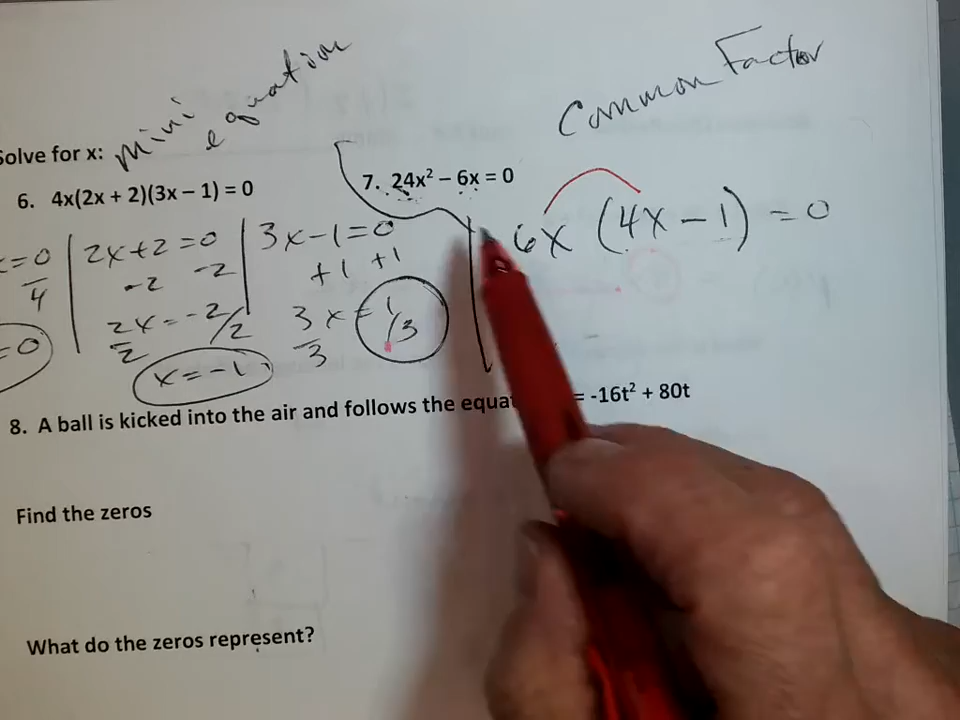 mini equation
Common Factor
Solve for x:
6. 4x(2x + 2)(3x – 1) = 0
7. 24x² – 6x = 0
6x (4x - 1) = 0
=0 | 2x+2=0 | 3x-1=0
4
-2 -2
+1 +1
2x = -2/2
2
3x = 1/3
3
=0
x=-1
8. A ball is kicked into the air and follows the equat = -16t² + 80t
Find the zeros
What do the zeros represent?